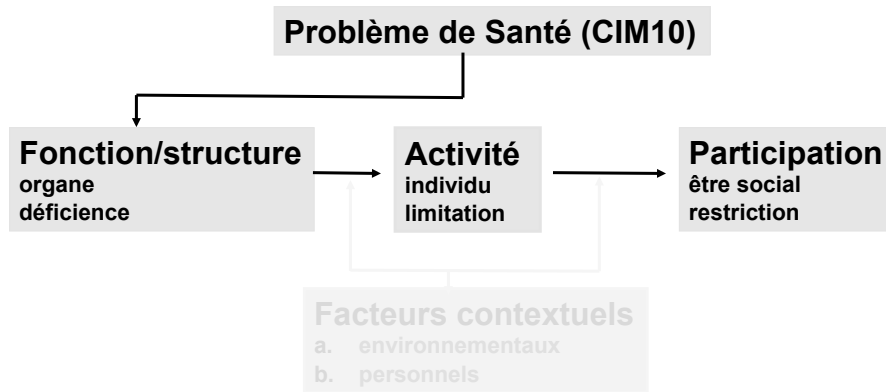 Problème de Santé (CIM10)
Fonction/structure
organe
déficience
Activité
individu
limitation
Participation
être social
restriction
Facteurs contextuels
a. environnementaux
b. personnels